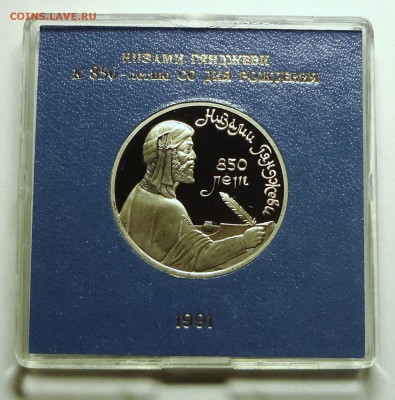 COINS.LAVE.RU
НИЗАМИ ГЯНДЖЕВИ
К 850-летию СО ДНЯ РОЖДЕНИЯ
Низами Гянджеви
850
лет
1991